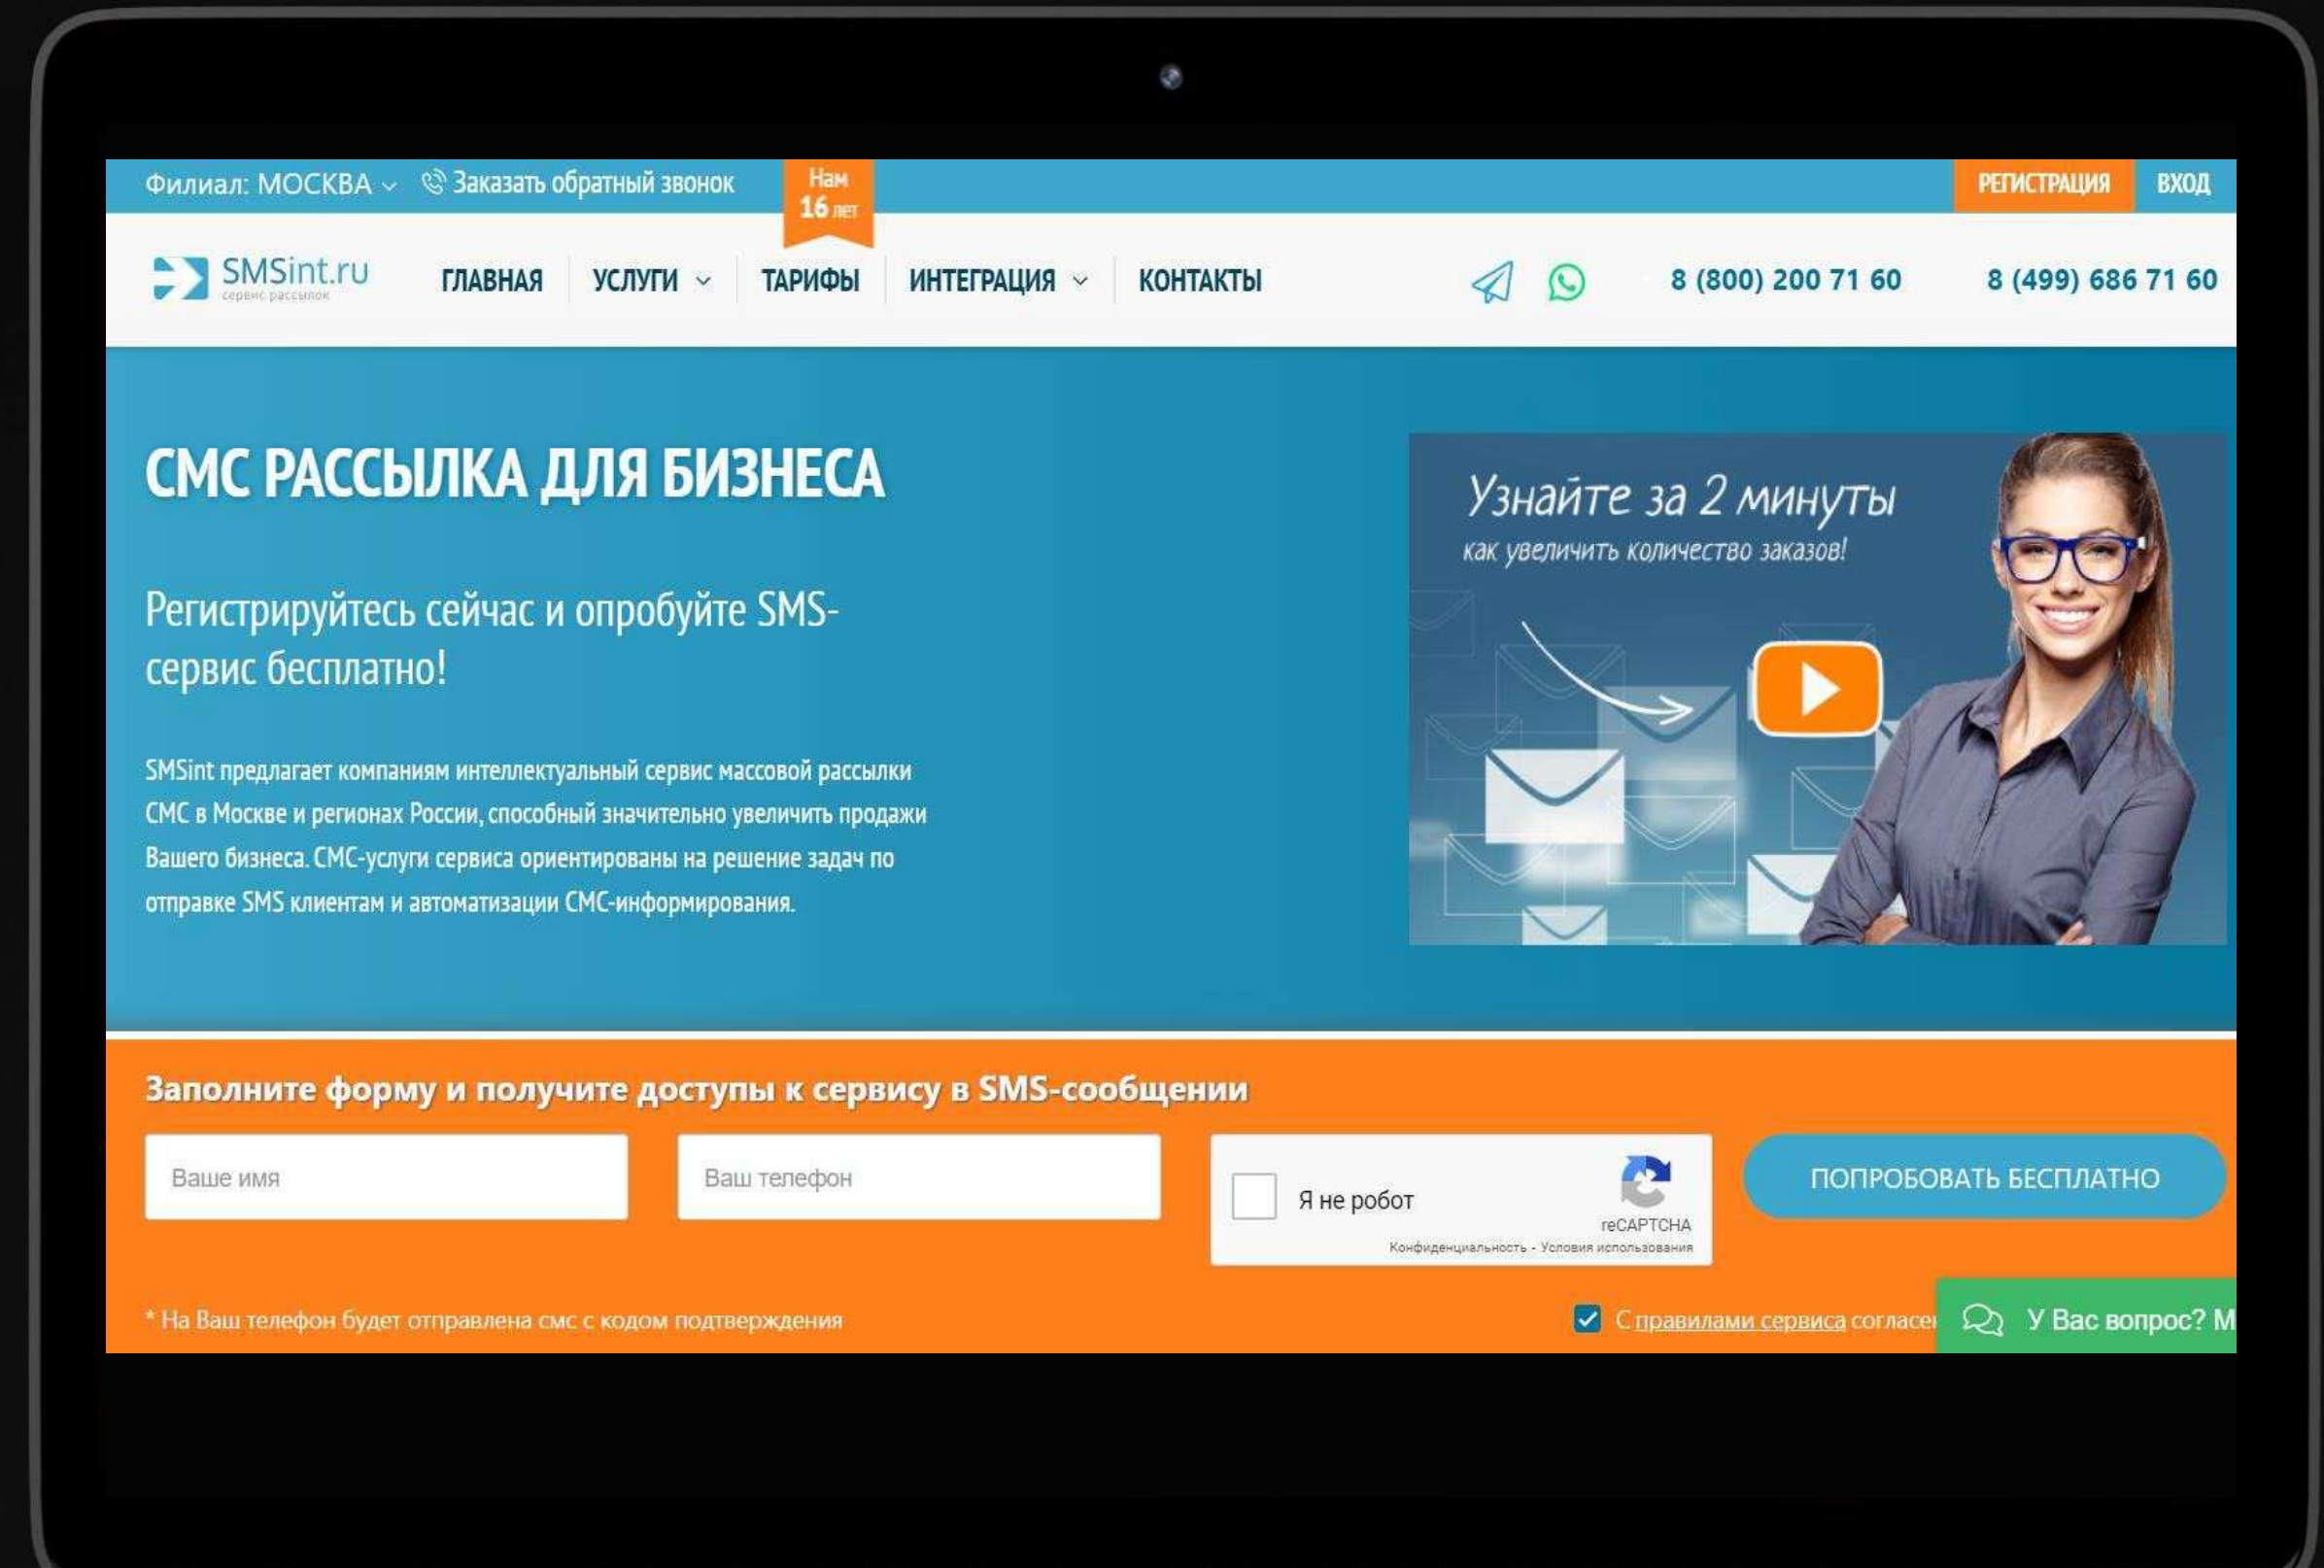 Филиал: МОСКВА
Заказать обратный звонок
Нам
16 лет
РЕГИСТРАЦИЯ
ВХОД
SMSint.ru
сервис рассылок
ГЛАВНАЯ
УСЛУГИ
ТАРИФЫ
ИНТЕГРАЦИЯ
КОНТАКТЫ
8 (800) 200 71 60
8 (499) 686 71 60
СМС РАССЫЛКА ДЛЯ БИЗНЕСА
Регистрируйтесь сейчас и опробуйте SMS-
сервис бесплатно!
SMSint предлагает компаниям интеллектуальный сервис массовой рассылки
СМС в Москве и регионах России, способный значительно увеличить продажи
Вашего бизнеса. СМС-услуги сервиса ориентированы на решение задач по
отправке SMS клиентам и автоматизации СМС-информирования.
Узнайте за 2 минуты
как увеличить количество заказов!
Заполните форму и получите доступы к сервису в SMS-сообщении
Ваше имя
Ваш телефон
Я не робот
reCAPTCHA
Конфиденциальность - Условия использования
ПОПРОБОВАТЬ БЕСПЛАТНО
* На Ваш телефон будет отправлена смс с кодом подтверждения
С правилами сервиса
У Вас вопрос?